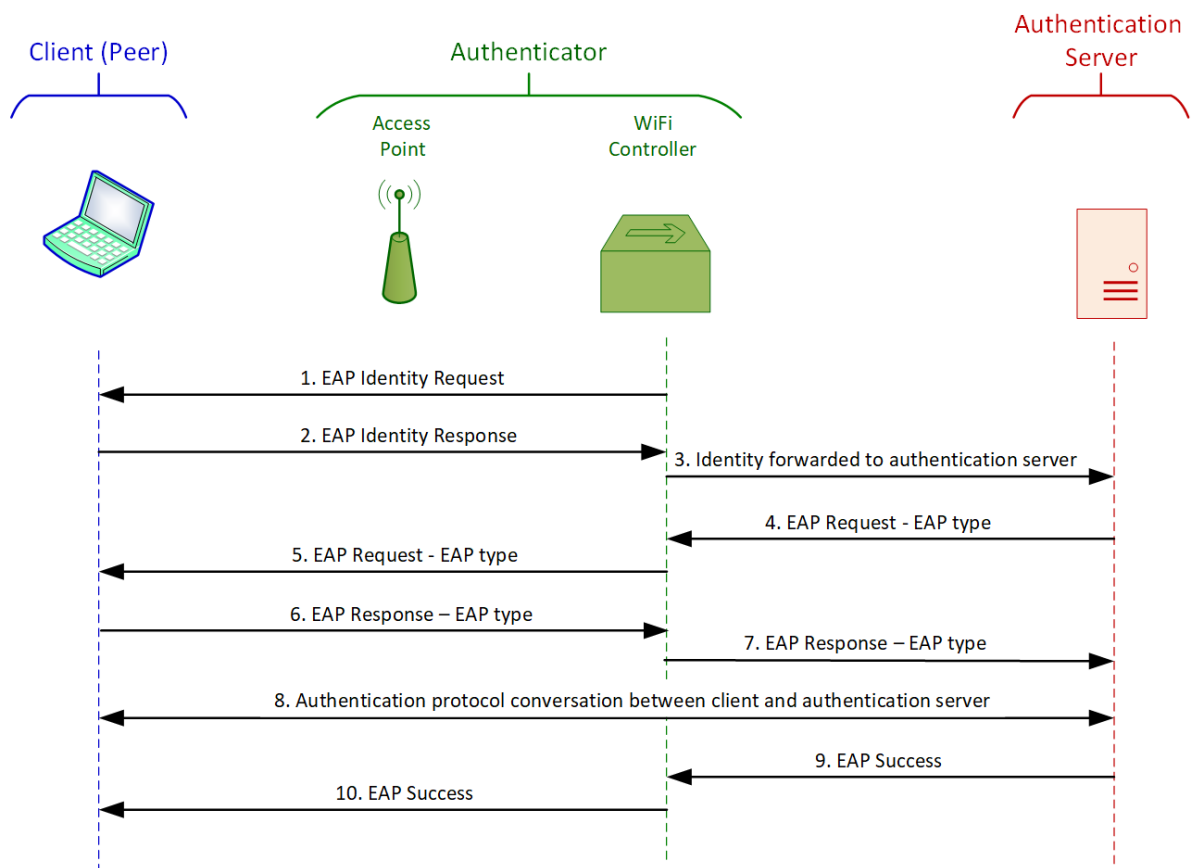 Authentication
Server
Client (Peer)
Authenticator
Access
Point
WiFi
Controller
1. EAP Identity Request
2. EAP Identity Response
3. Identity forwarded to authentication server
4. EAP Request - EAP type
5. EAP Request - EAP type
6. EAP Response – EAP type
7. EAP Response – EAP type
8. Authentication protocol conversation between client and authentication server
9. EAP Success
10. EAP Success